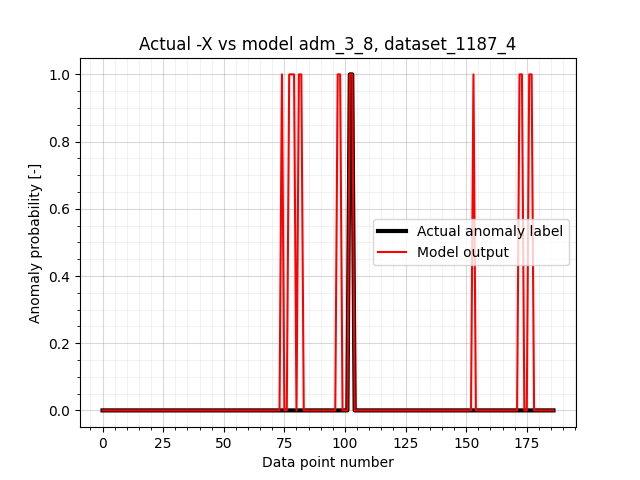 Actual -X vs model adm_3_8, dataset_1187_4
Anomaly probability [-]
1.0
0.8
0.6
0.4
0.2
0.0
Actual anomaly label
Model output
0 25 50 75 100 125 150 175
Data point number